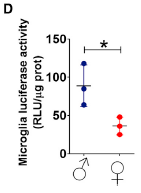 D
Microglia luciferase activity
(RLU/µg prot)
150
100
50
0
*
♂ ♀